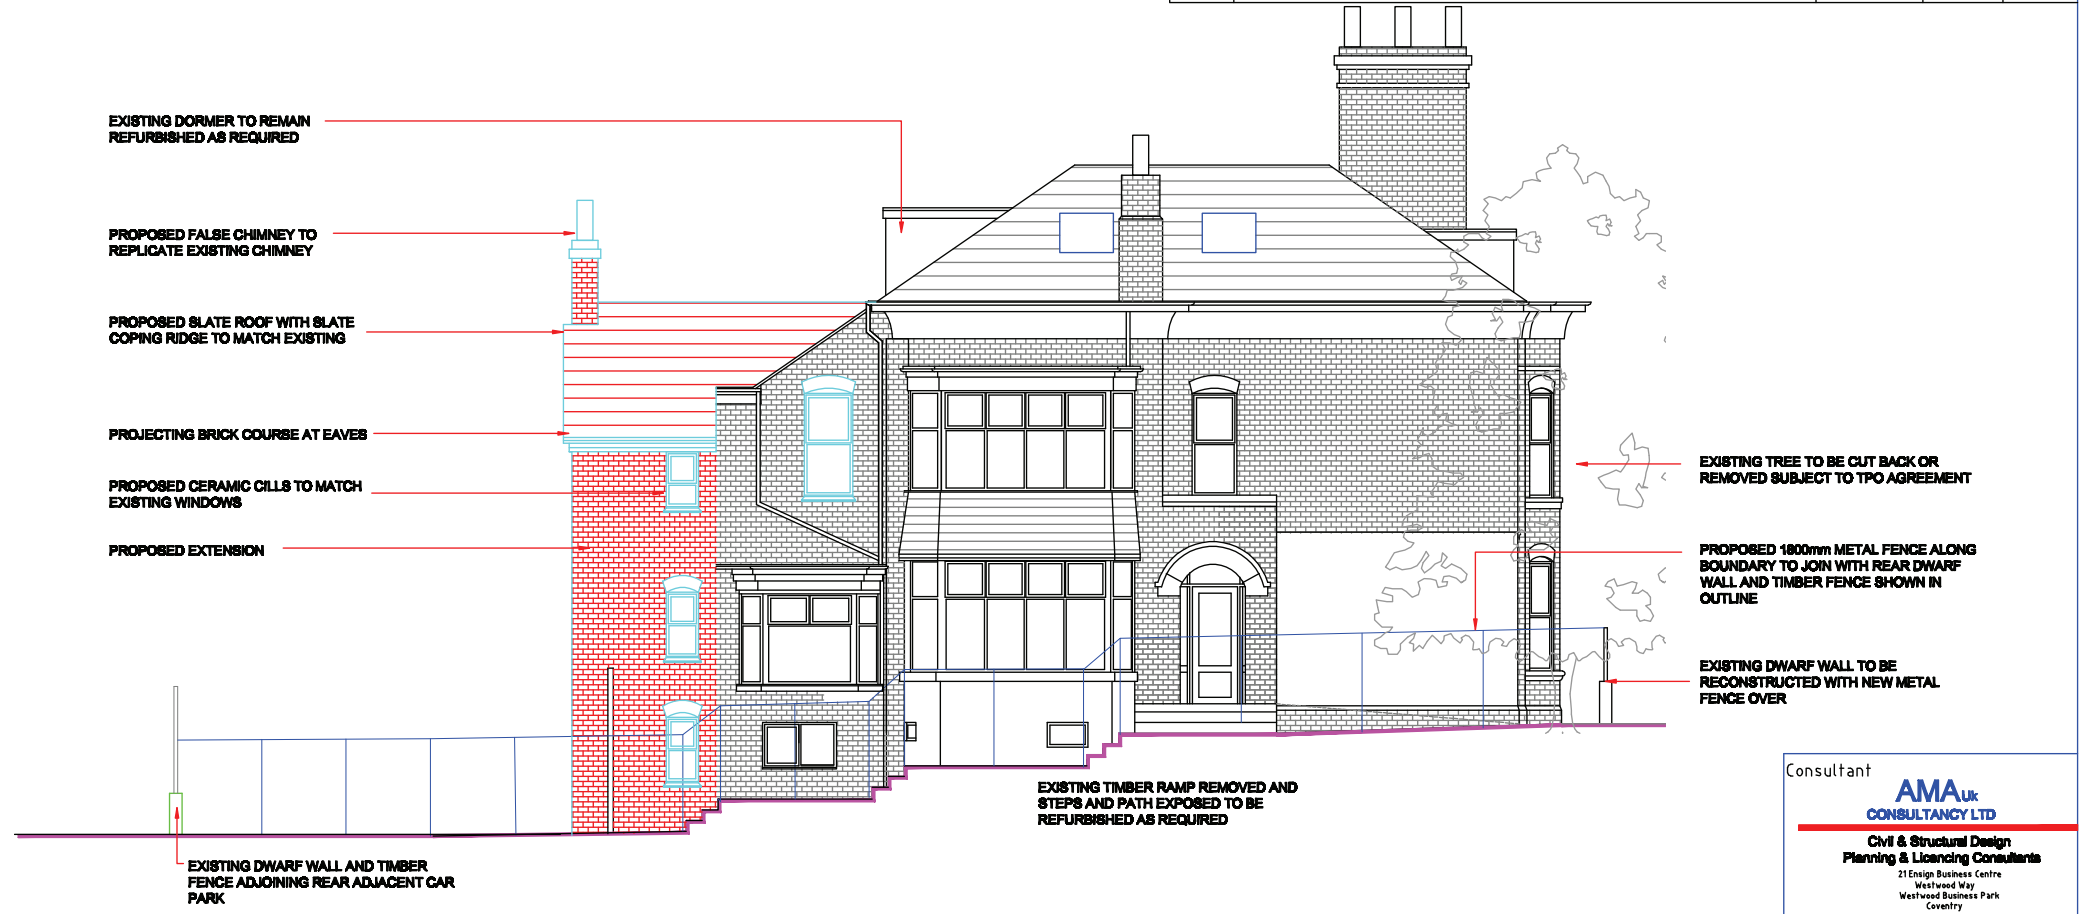 EXISTING DORMER TO REMAIN
REFURBISHED AS REQUIRED
PROPOSED FALSE CHIMNEY TO
REPLICATE EXISTING CHIMNEY
PROPOSED SLATE ROOF WITH SLATE
COPING RIDGE TO MATCH EXISTING
PROJECTING BRICK COURSE AT EAVES
PROPOSED CERAMIC CILLS TO MATCH
EXISTING WINDOWS
PROPOSED EXTENSION
EXISTING TREE TO BE CUT BACK OR
REMOVED SUBJECT TO TPO AGREEMENT
PROPOSED 1800mm METAL FENCE ALONG
BOUNDARY TO JOIN WITH REAR DWARF
WALL AND TIMBER FENCE SHOWN IN
OUTLINE
EXISTING DWARF WALL TO BE
RECONSTRUCTED WITH NEW METAL
FENCE OVER
EXISTING TIMBER RAMP REMOVED AND
STEPS AND PATH EXPOSED TO BE
REFURBISHED AS REQUIRED
EXISTING DWARF WALL AND TIMBER
FENCE ADJOINING REAR ADJACENT CAR
PARK
Consultant
AMA uk
CONSULTANCY LTD
Civil & Structural Design
Planning & Licencing Consultants
21 Ensign Business Centre
Westwood Way
Westwood Business Park
Coventry